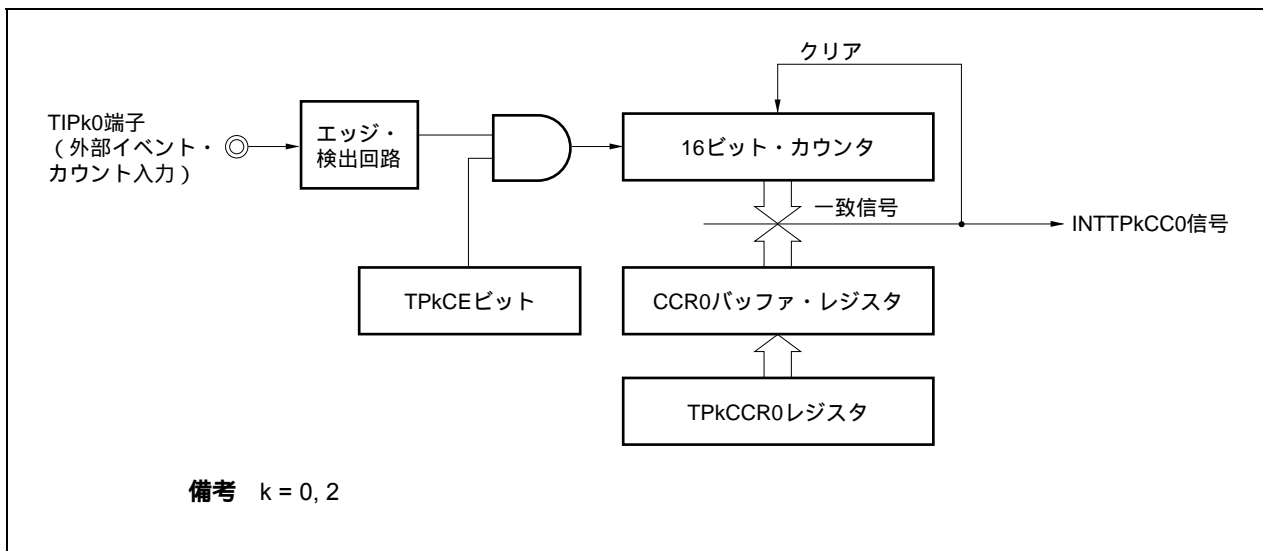 クリア
TIPk0端子
（外部イベント・
カウント入力）
エッジ・
検出回路
16ビット・カウンタ
一致信号
INTTPkCC0信号
TPkCEビット
CCR0バッファ・レジスタ
TPkCCR0レジスタ
備考 k = 0, 2